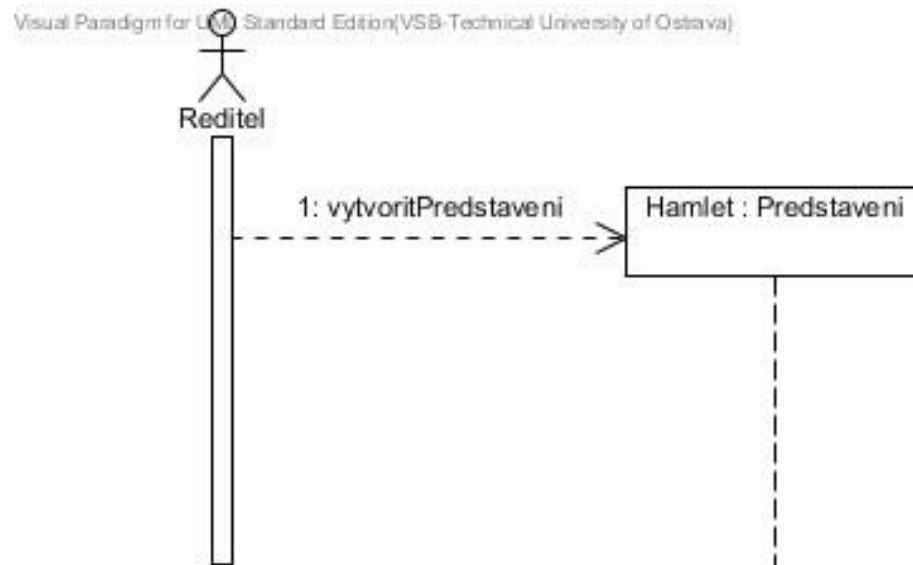 Visual Paradigm for UML Standard Edition(VSB-Technical University of Ostrava)
Reditel
1: vytvoritPredstaveni
Hamlet : Predstaveni